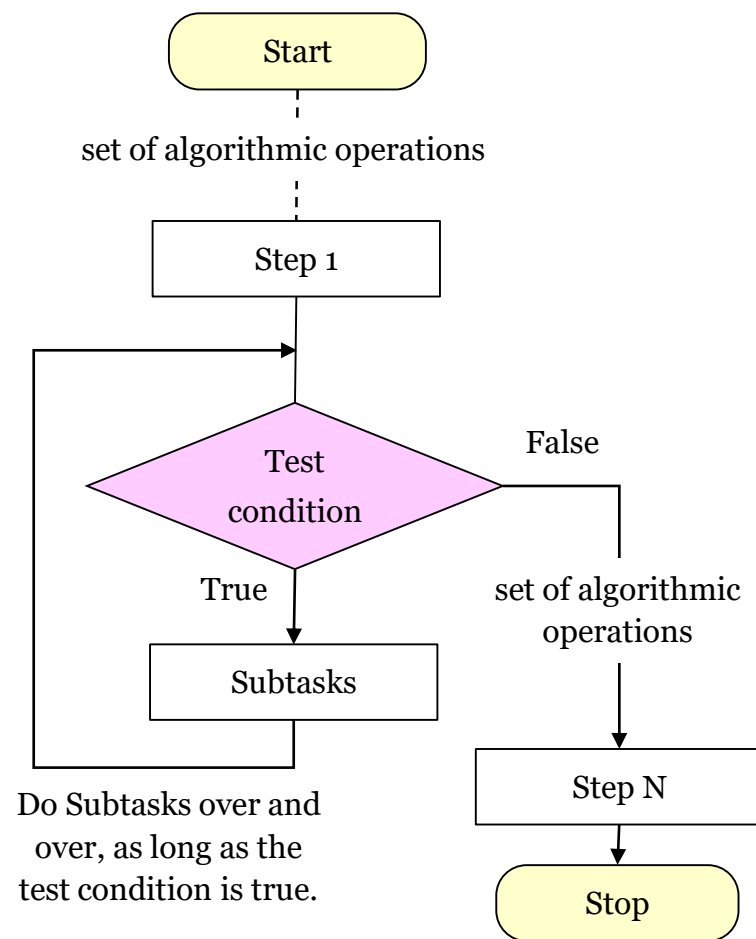 Start
set of algorithmic operations
Step 1
Test
condition
False
True
set of algorithmic
operations
Subtasks
Step N
Do Subtasks over and
over, as long as the
test condition is true.
Stop